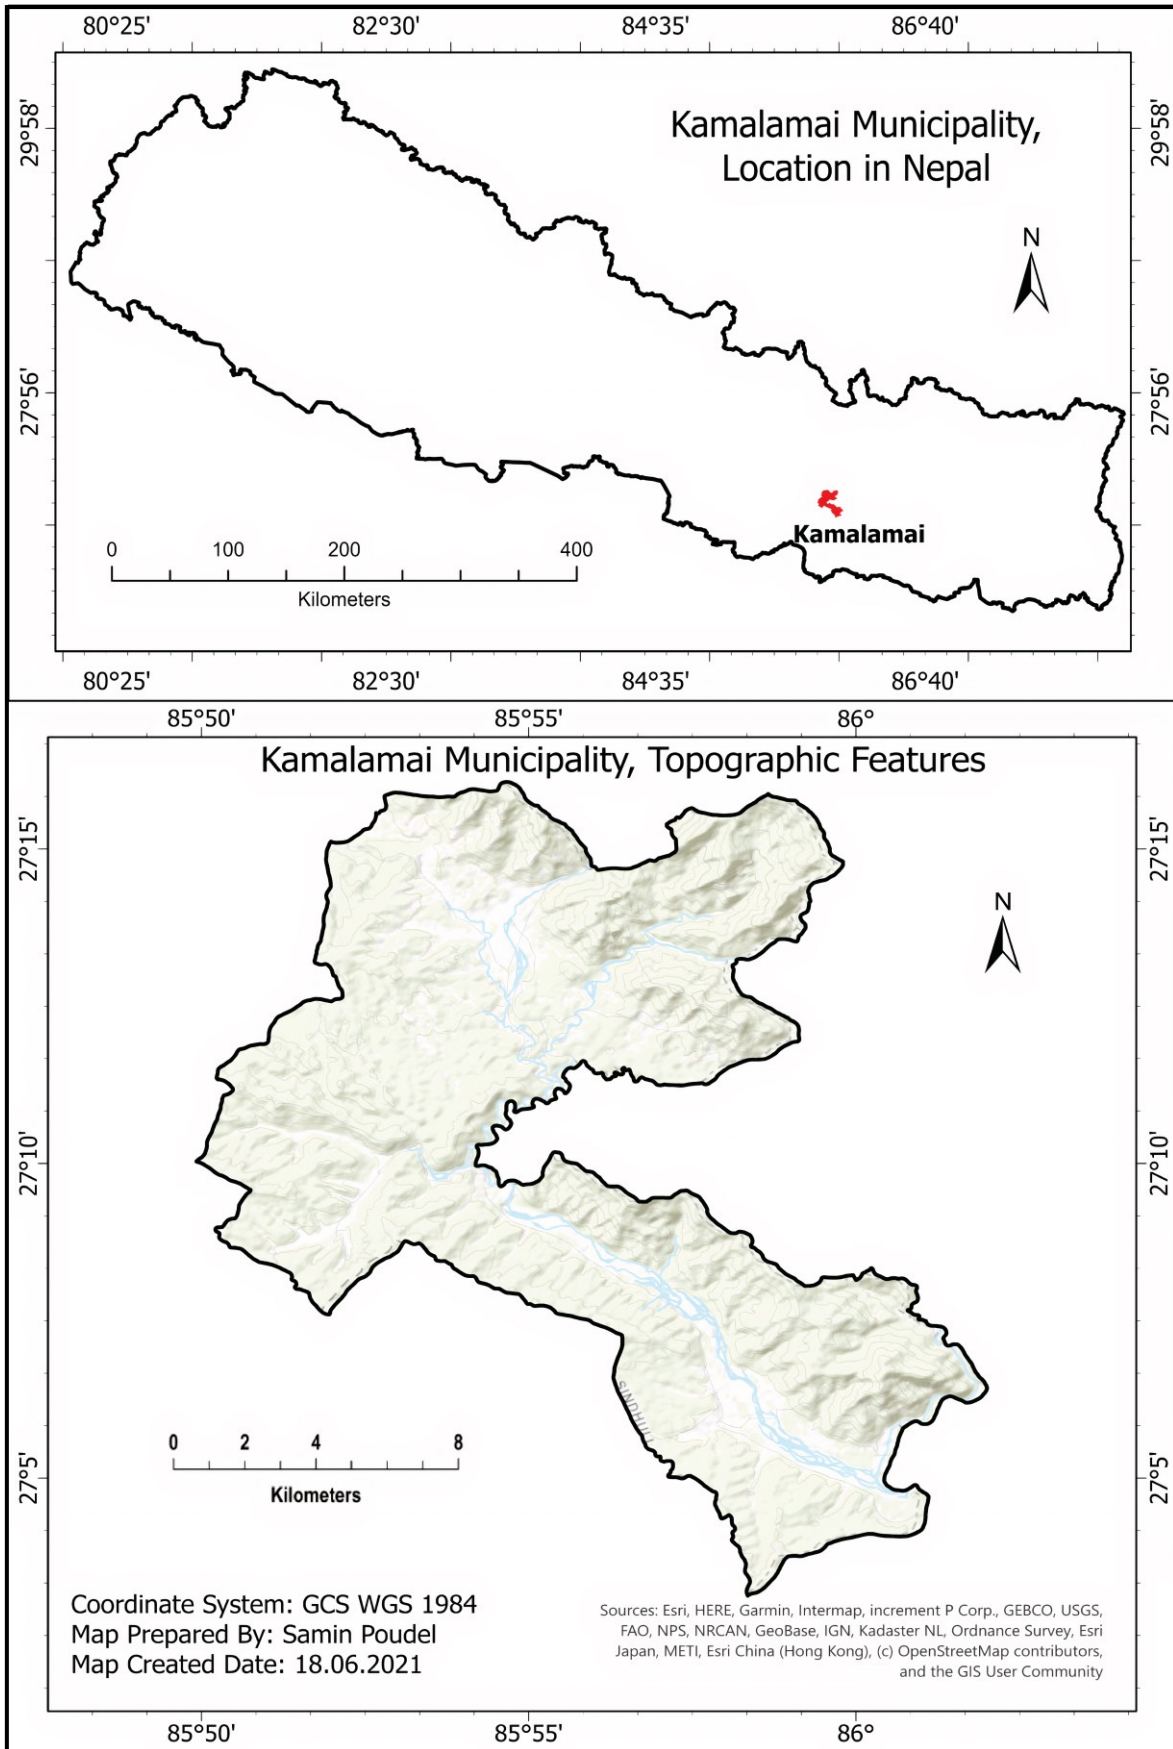 80°25' 82°30' 84°35' 86°40'
Kamalamai Municipality,
Location in Nepal
29°58' 29°58'
N
27°56' 27°56'
Kamalamai
0 100 200 400
Kilometers
80°25' 82°30' 84°35' 86°40'
85°50' 85°55' 86°
Kamalamai Municipality, Topographic Features
27°15' 27°15'
N
27°10' 27°10'
SINDHULI
0 2 4 8
Kilometers
27°5' 27°5'
Coordinate System: GCS WGS 1984
Map Prepared By: Samin Poudel
Map Created Date: 18.06.2021
Sources: Esri, HERE, Garmin, Intermap, increment P Corp., GEBCO, USGS,
FAO, NPS, NRCAN, GeoBase, IGN, Kadaster NL, Ordnance Survey, Esri
Japan, METI, Esri China (Hong Kong), (c) OpenStreetMap contributors,
and the GIS User Community
85°50' 85°55' 86°